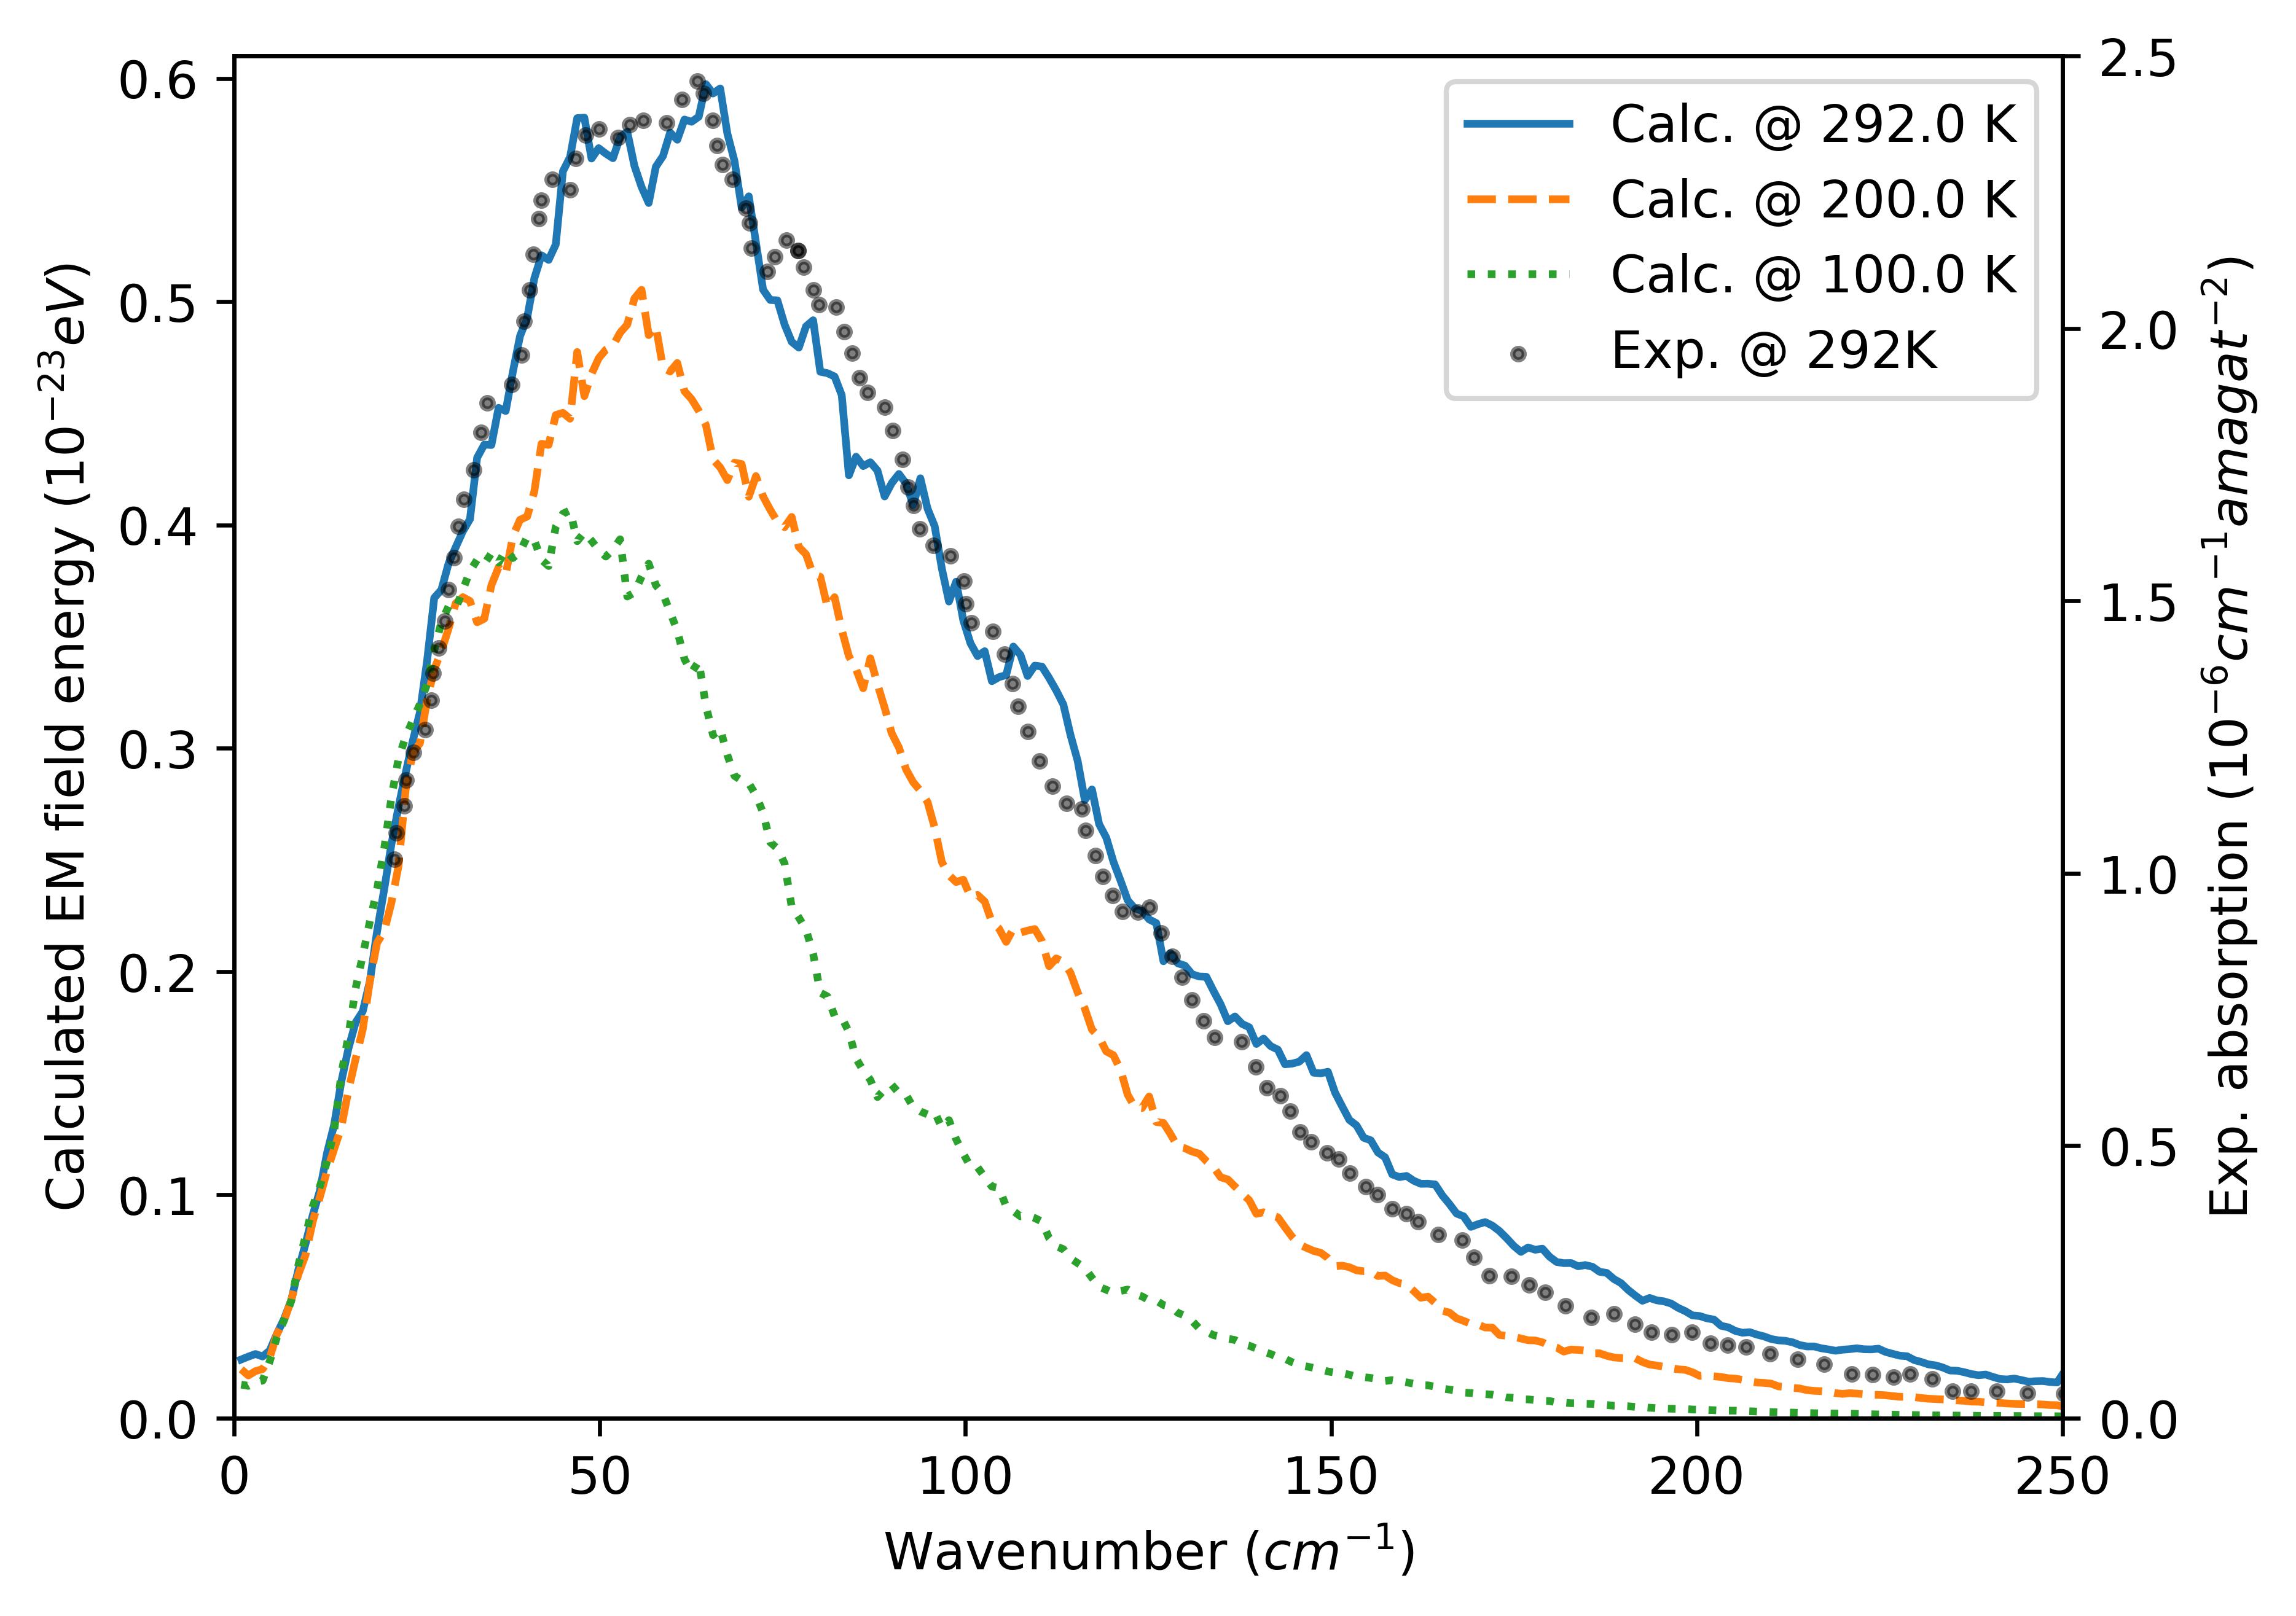 Calculated EM field energy (10⁻²³eV)
0.6
0.5
0.4
0.3
0.2
0.1
0.0
Calc. @ 292.0 K
Calc. @ 200.0 K
Calc. @ 100.0 K
Exp. @ 292K
2.5
2.0
1.5
1.0
0.5
0.0
Exp. absorption (10⁻⁶cm⁻¹amagat⁻²)
0 50 100 150 200 250
Wavenumber (cm⁻¹)